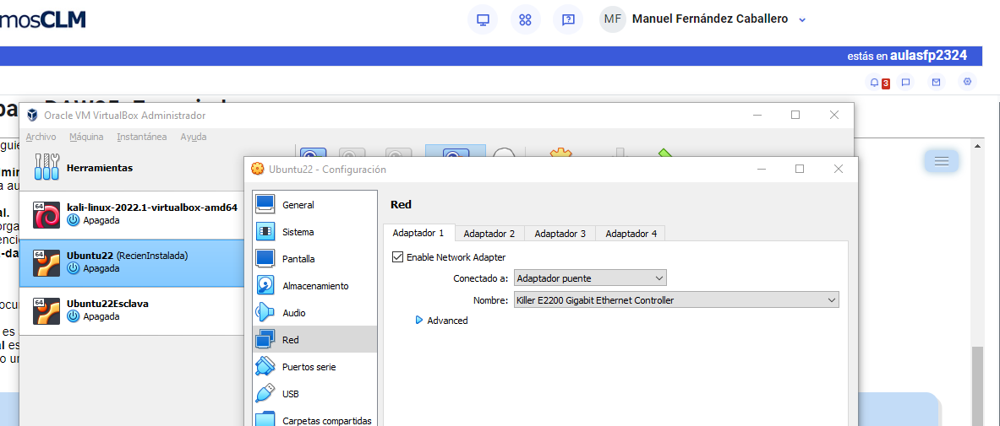 mosCLM
MF Manuel Fernández Caballero
estás en aulasfp2324
3
Oracle VM VirtualBox Administrador
Archivo Máquina Instantánea Ayuda
Herramientas
64 kali-linux-2022.1-virtualbox-amd64
Apagada
64 Ubuntu22 (RecienInstalada)
Apagada
64 Ubuntu22Esclava
Apagada
Ubuntu22 - Configuración
General
Sistema
Pantalla
Almacenamiento
Audio
Red
Puertos serie
USB
Carpetas compartidas
Red
Adaptador 1 Adaptador 2 Adaptador 3 Adaptador 4
Enable Network Adapter
Conectado a: Adaptador puente
Nombre: Killer E2200 Gigabit Ethernet Controller
Advanced